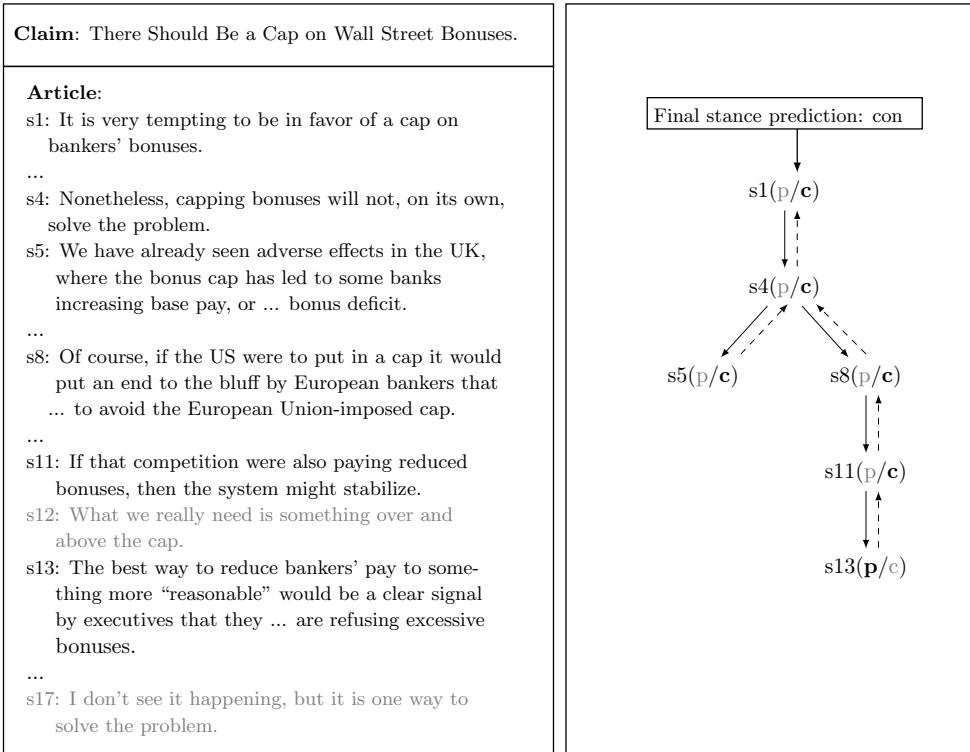 Claim: There Should Be a Cap on Wall Street Bonuses.
Article:
s1: It is very tempting to be in favor of a cap on
bankers’ bonuses.
...
s4: Nonetheless, capping bonuses will not, on its own,
solve the problem.
s5: We have already seen adverse effects in the UK,
where the bonus cap has led to some banks
increasing base pay, or ... bonus deficit.
...
s8: Of course, if the US were to put in a cap it would
put an end to the bluff by European bankers that
... to avoid the European Union-imposed cap.
...
s11: If that competition were also paying reduced
bonuses, then the system might stabilize.
s12: What we really need is something over and
above the cap.
s13: The best way to reduce bankers’ pay to some-
thing more “reasonable” would be a clear signal
by executives that they ... are refusing excessive
bonuses.
...
s17: I don’t see it happening, but it is one way to
solve the problem.
Final stance prediction: con
s1(p/c)
s4(p/c)
s5(p/c) s8(p/c)
s11(p/c)
s13(p/c)